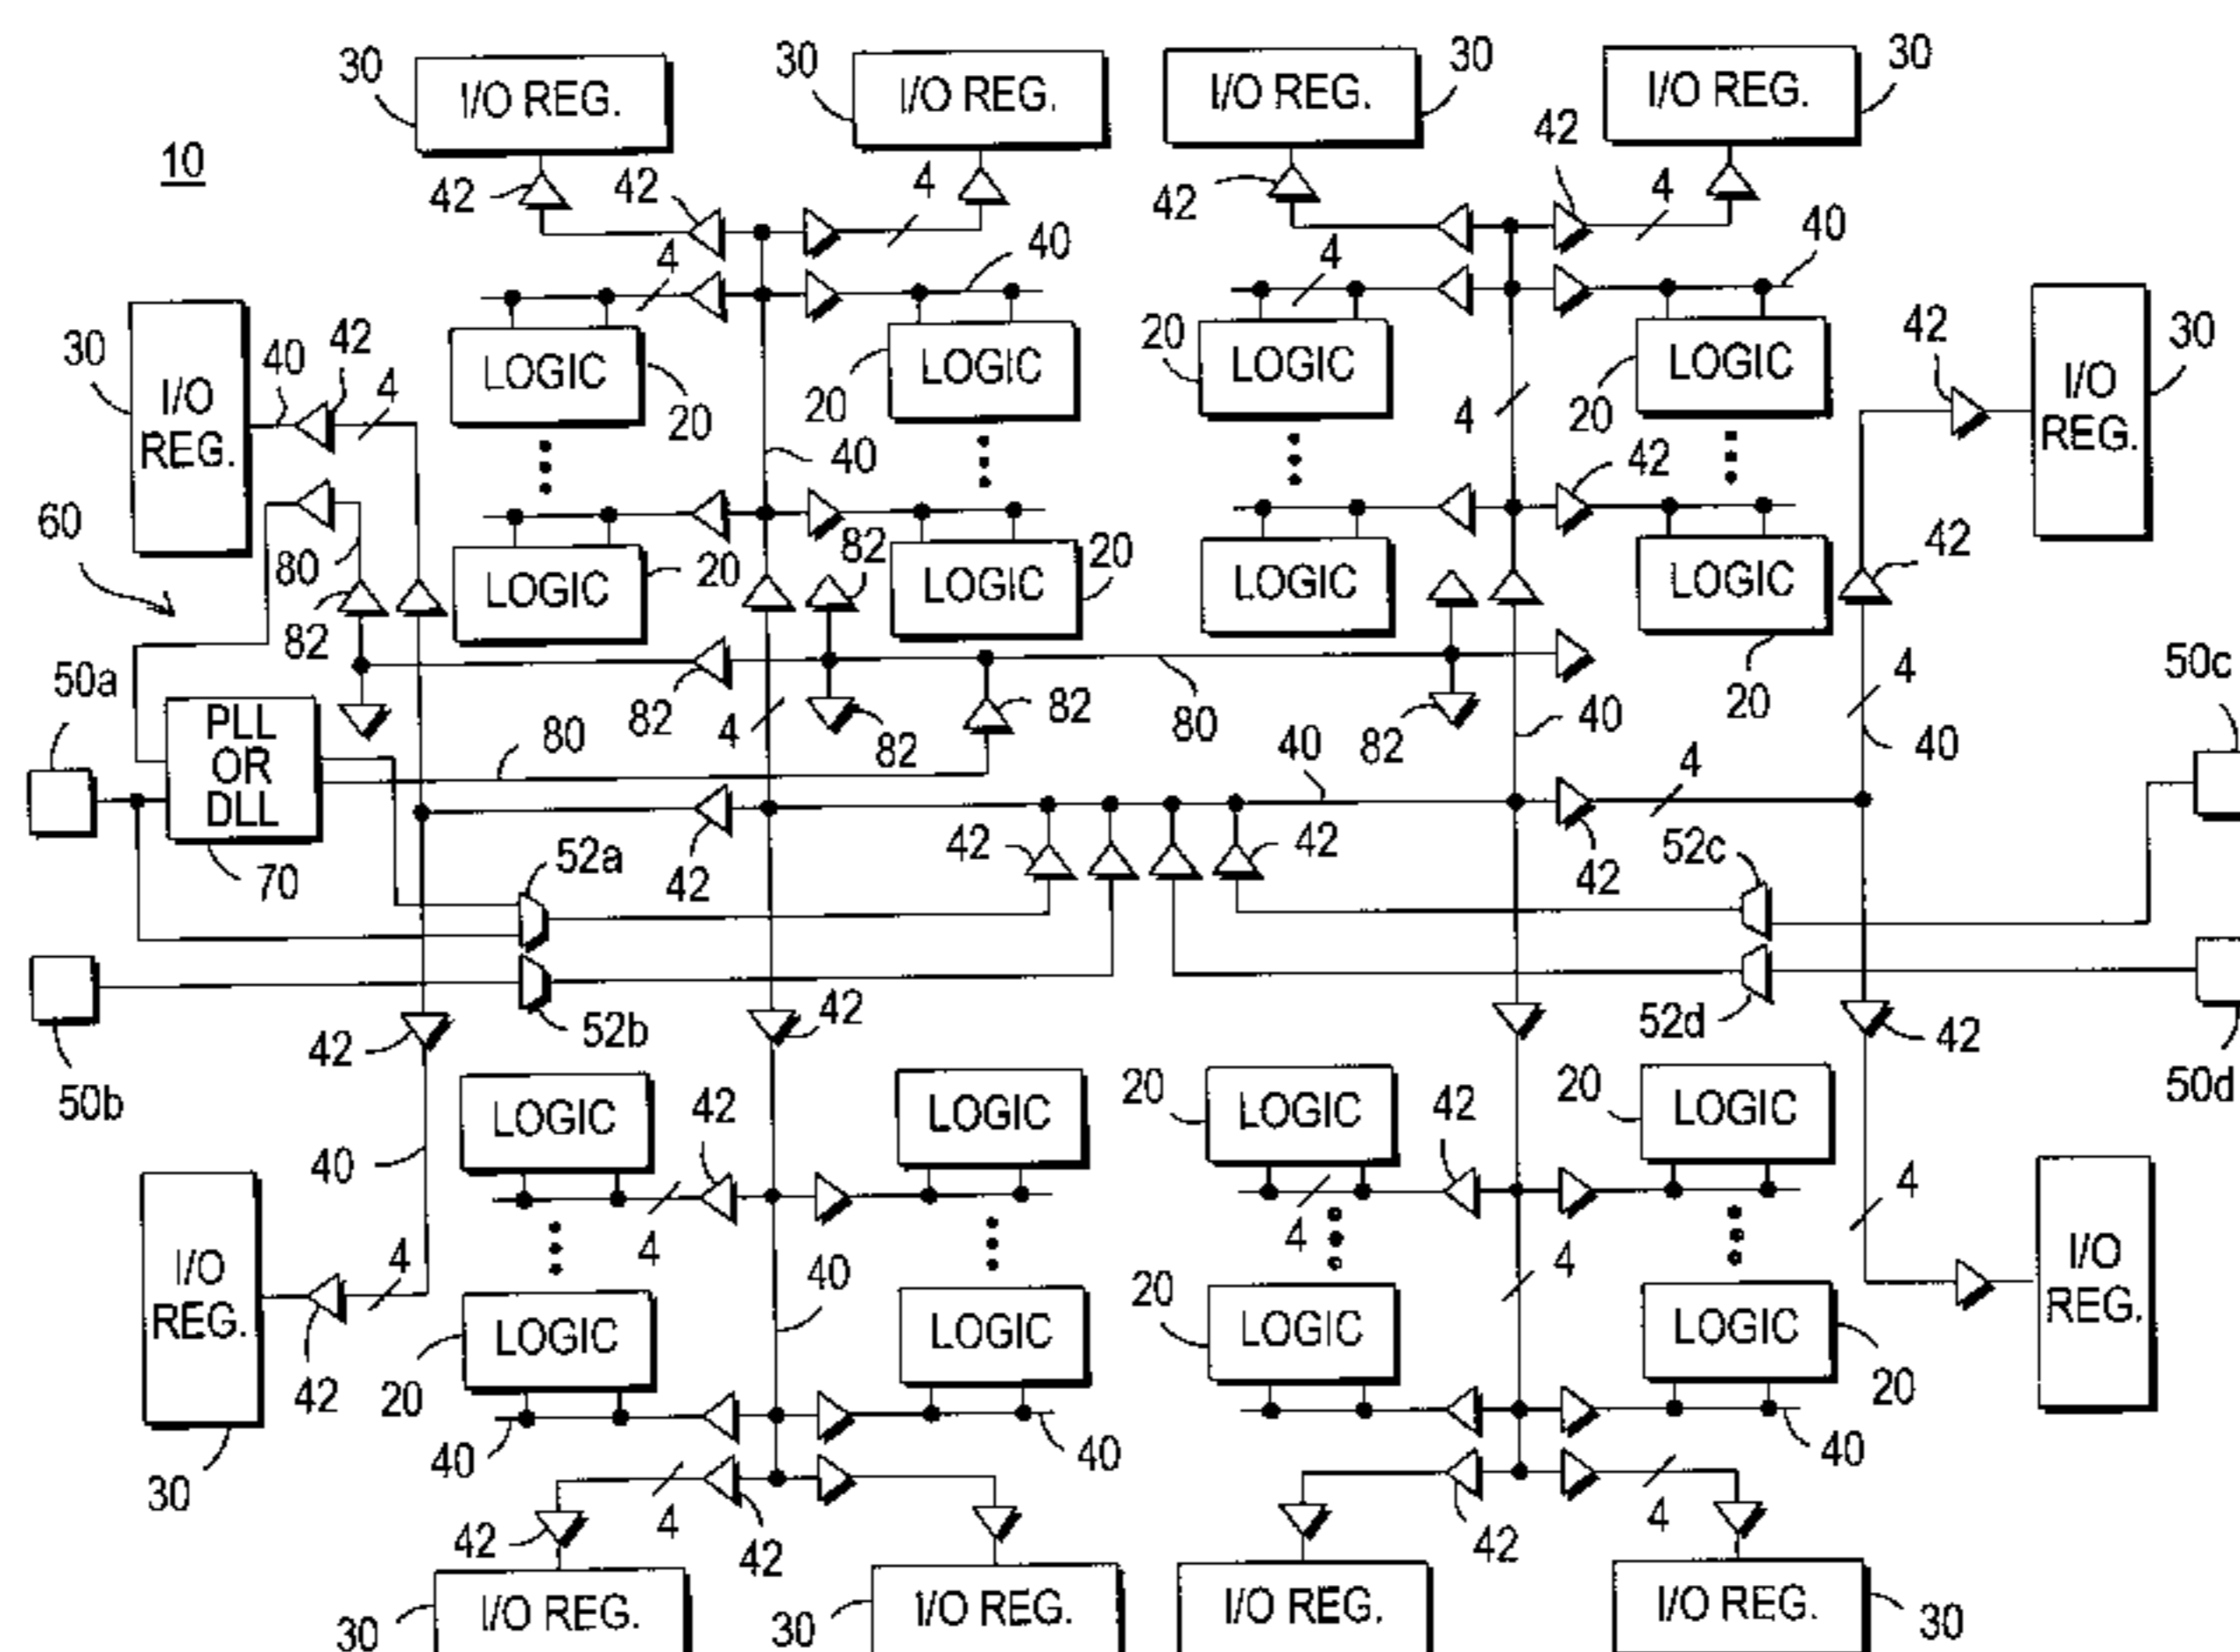 30 I/O REG. 30 I/O REG. I/O REG. 30 I/O REG. 30
10
42 42 4 42 42 4
4 40 4 40
30 I/O REG. 40 42 4 LOGIC 20 20 LOGIC 20 LOGIC 4 20 LOGIC 42 I/O REG. 30
40 42
60 80 82 LOGIC 20 82 LOGIC 20 LOGIC LOGIC 20 42
50a 82 4 82 82 80 82 40 4 40 50c
PLL OR DLL
80 40 4
70 52a 42 42 42 42 52c
50b 42 52b 42 52d 42 50d
LOGIC 42 LOGIC 20 LOGIC 42 20 LOGIC
40 4 4 4 4
I/O REG. 4 40 I/O REG.
42 20 LOGIC LOGIC 20 LOGIC LOGIC 20
30 40 40 40
42 4 42 42 4
30 I/O REG. 30 I/O REG. I/O REG. I/O REG. 30